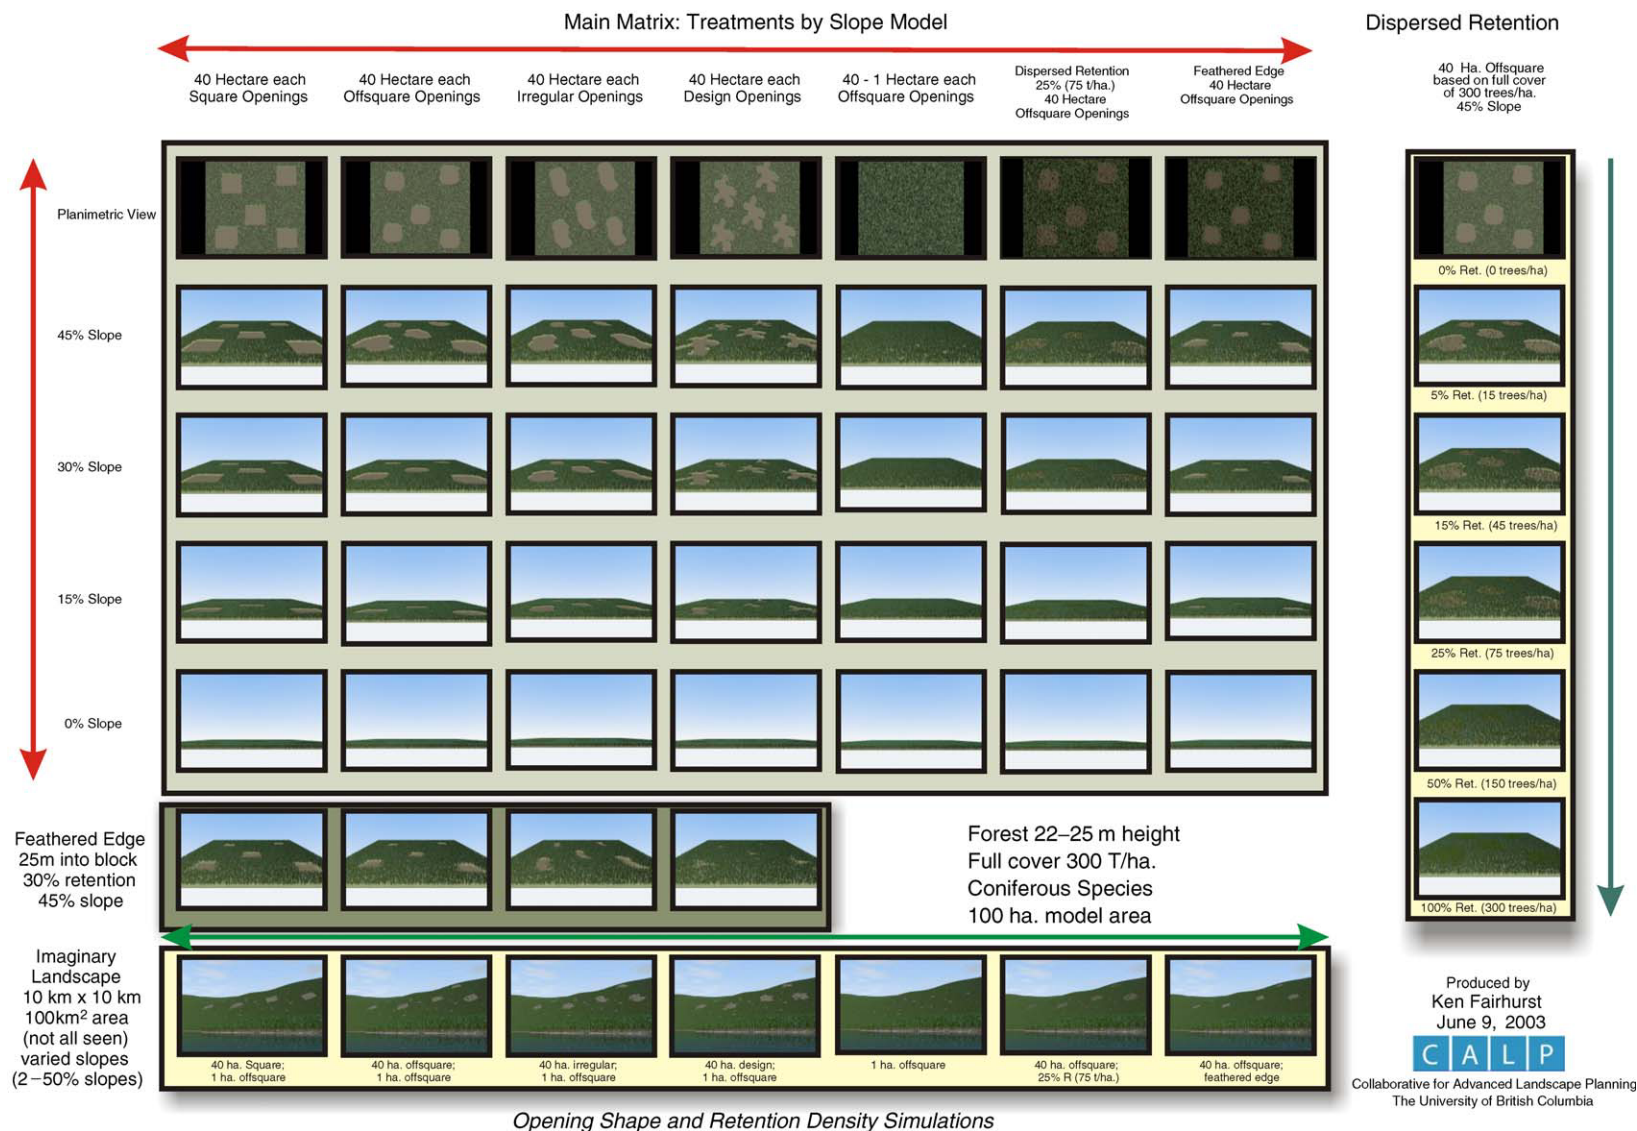 Main Matrix: Treatments by Slope Model
Dispersed Retention
40 Hectare each
Square Openings
40 Hectare each
Offsquare Openings
40 Hectare each
Irregular Openings
40 Hectare each
Design Openings
40 - 1 Hectare each
Offsquare Openings
Dispersed Retention
25% (75 t/ha.)
40 Hectare
Offsquare Openings
Feathered Edge
40 Hectare
Offsquare Openings
40 Ha. Offsquare
based on full cover
of 300 trees/ha.
45% Slope
Planimetric View
45% Slope
30% Slope
15% Slope
0% Slope
0% Ret. (0 trees/ha)
5% Ret. (15 trees/ha)
15% Ret. (45 trees/ha)
25% Ret. (75 trees/ha)
50% Ret. (150 trees/ha)
100% Ret. (300 trees/ha)
Feathered Edge
25m into block
30% retention
45% slope
Forest 22–25 m height
Full cover 300 T/ha.
Coniferous Species
100 ha. model area
Imaginary
Landscape
10 km x 10 km
100km² area
(not all seen)
varied slopes
(2–50% slopes)
40 ha. Square;
1 ha. offsquare
40 ha. offsquare;
1 ha. offsquare
40 ha. irregular;
1 ha. offsquare
40 ha. design;
1 ha. offsquare
1 ha. offsquare
40 ha. offsquare;
25% R (75 t/ha.)
40 ha. offsquare;
feathered edge
Produced by
Ken Fairhurst
June 9, 2003
CALP
Collaborative for Advanced Landscape Planning
The University of British Columbia
Opening Shape and Retention Density Simulations